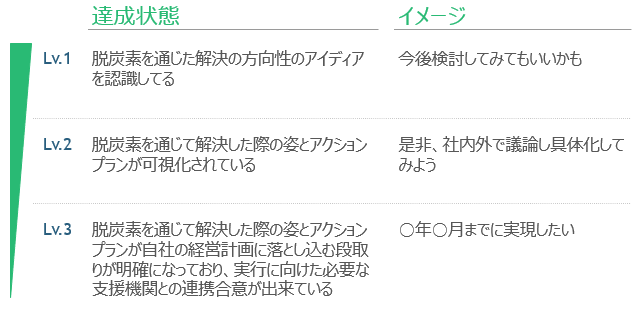 達成状態 イメージ
Lv.1 脱炭素を通じた解決の方向性のアイディア 今後検討してみてもいいかも
を認識してる
Lv.2 脱炭素を通じて解決した際の姿とアクション 是非、社内外で議論し具体化して
プランが可視化されている みよう
Lv.3 脱炭素を通じて解決した際の姿とアクション 〇年〇月までに実現したい
プランが自社の経営計画に落とし込む段取
りが明確になっており、実行に向けた必要な
支援機関との連携合意が出来ている